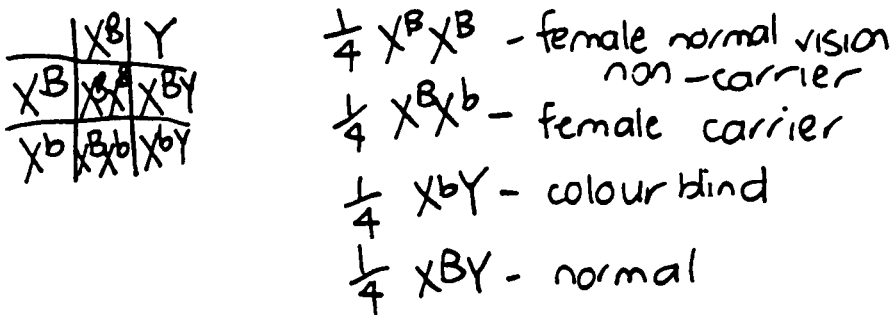 X^B Y
X^B X^B X^B X^B Y
X^b X^B X^b X^b Y
1/4 X^B X^B - female normal vision
non-carrier
1/4 X^B X^b - female carrier
1/4 X^b Y - colour blind
1/4 X^B Y - normal